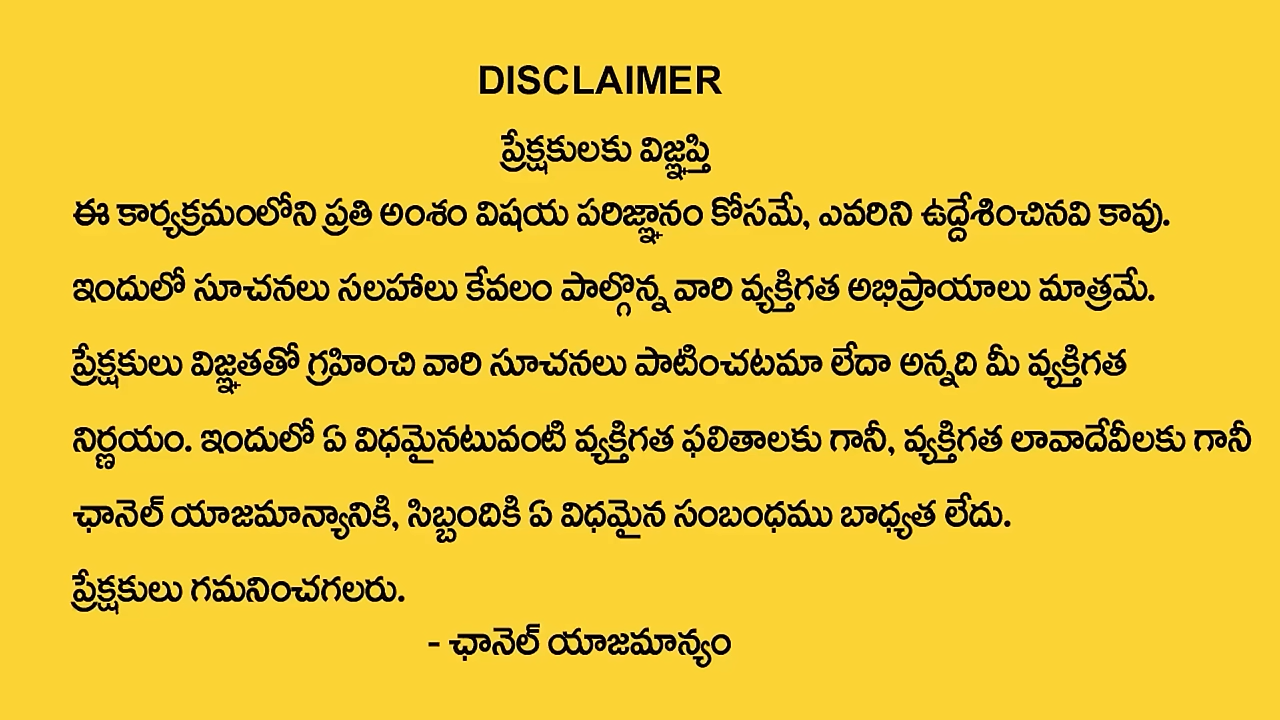 DISCLAIMER
ప్రేక్షకులకు విజ్ఞప్తి
ఈ కార్యక్రమంలోని ప్రతి అంశం విషయ పరిజ్ఞానం కోసమే, ఎవరిని ఉద్దేశించినవి కావు.
ఇందులో సూచనలు సలహాలు కేవలం పాల్గొన్న వారి వ్యక్తిగత అభిప్రాయాలు మాత్రమే.
ప్రేక్షకులు విజ్ఞతతో గ్రహించి వారి సూచనలు పాటించటమా లేదా అన్నది మీ వ్యక్తిగత
నిర్ణయం. ఇందులో ఏ విధమైనటువంటి వ్యక్తిగత ఫలితాలకు గానీ, వ్యక్తిగత లావాదేవీలకు గానీ
ఛానెల్ యాజమాన్యానికి, సిబ్బందికి ఏ విధమైన సంబంధము బాధ్యత లేదు.
ప్రేక్షకులు గమనించగలరు.
- ఛానెల్ యాజమాన్యం